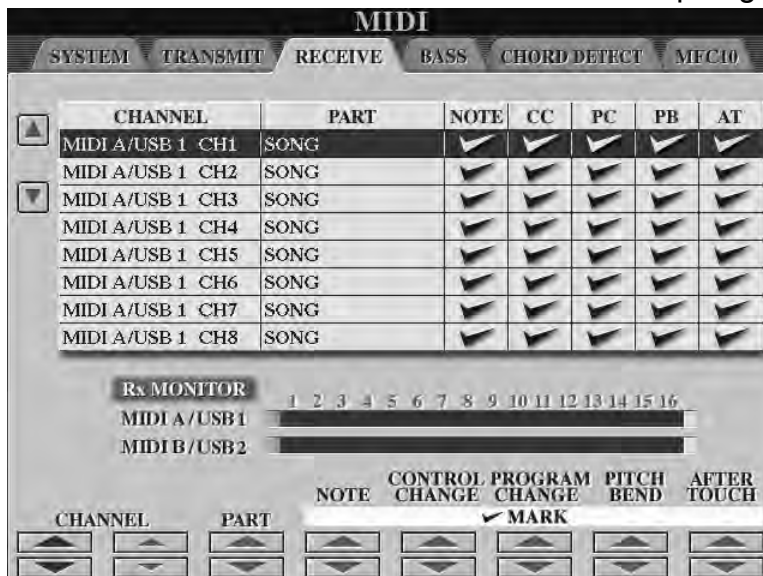 MIDI
SYSTEM TRANSMIT RECEIVE BASS CHORD DETECT MFC10
CHANNEL PART NOTE CC PC PB AT
MIDI A/USB 1 CH1 SONG
MIDI A/USB 1 CH2 SONG
MIDI A/USB 1 CH3 SONG
MIDI A/USB 1 CH4 SONG
MIDI A/USB 1 CH5 SONG
MIDI A/USB 1 CH6 SONG
MIDI A/USB 1 CH7 SONG
MIDI A/USB 1 CH8 SONG
Rx MONITOR 1 2 3 4 5 6 7 8 9 10 11 12 13 14 15 16
MIDI A/USB1
MIDI B/USB2
NOTE CONTROL CHANGE PROGRAM CHANGE PITCH BEND AFTER TOUCH
CHANNEL PART MARK